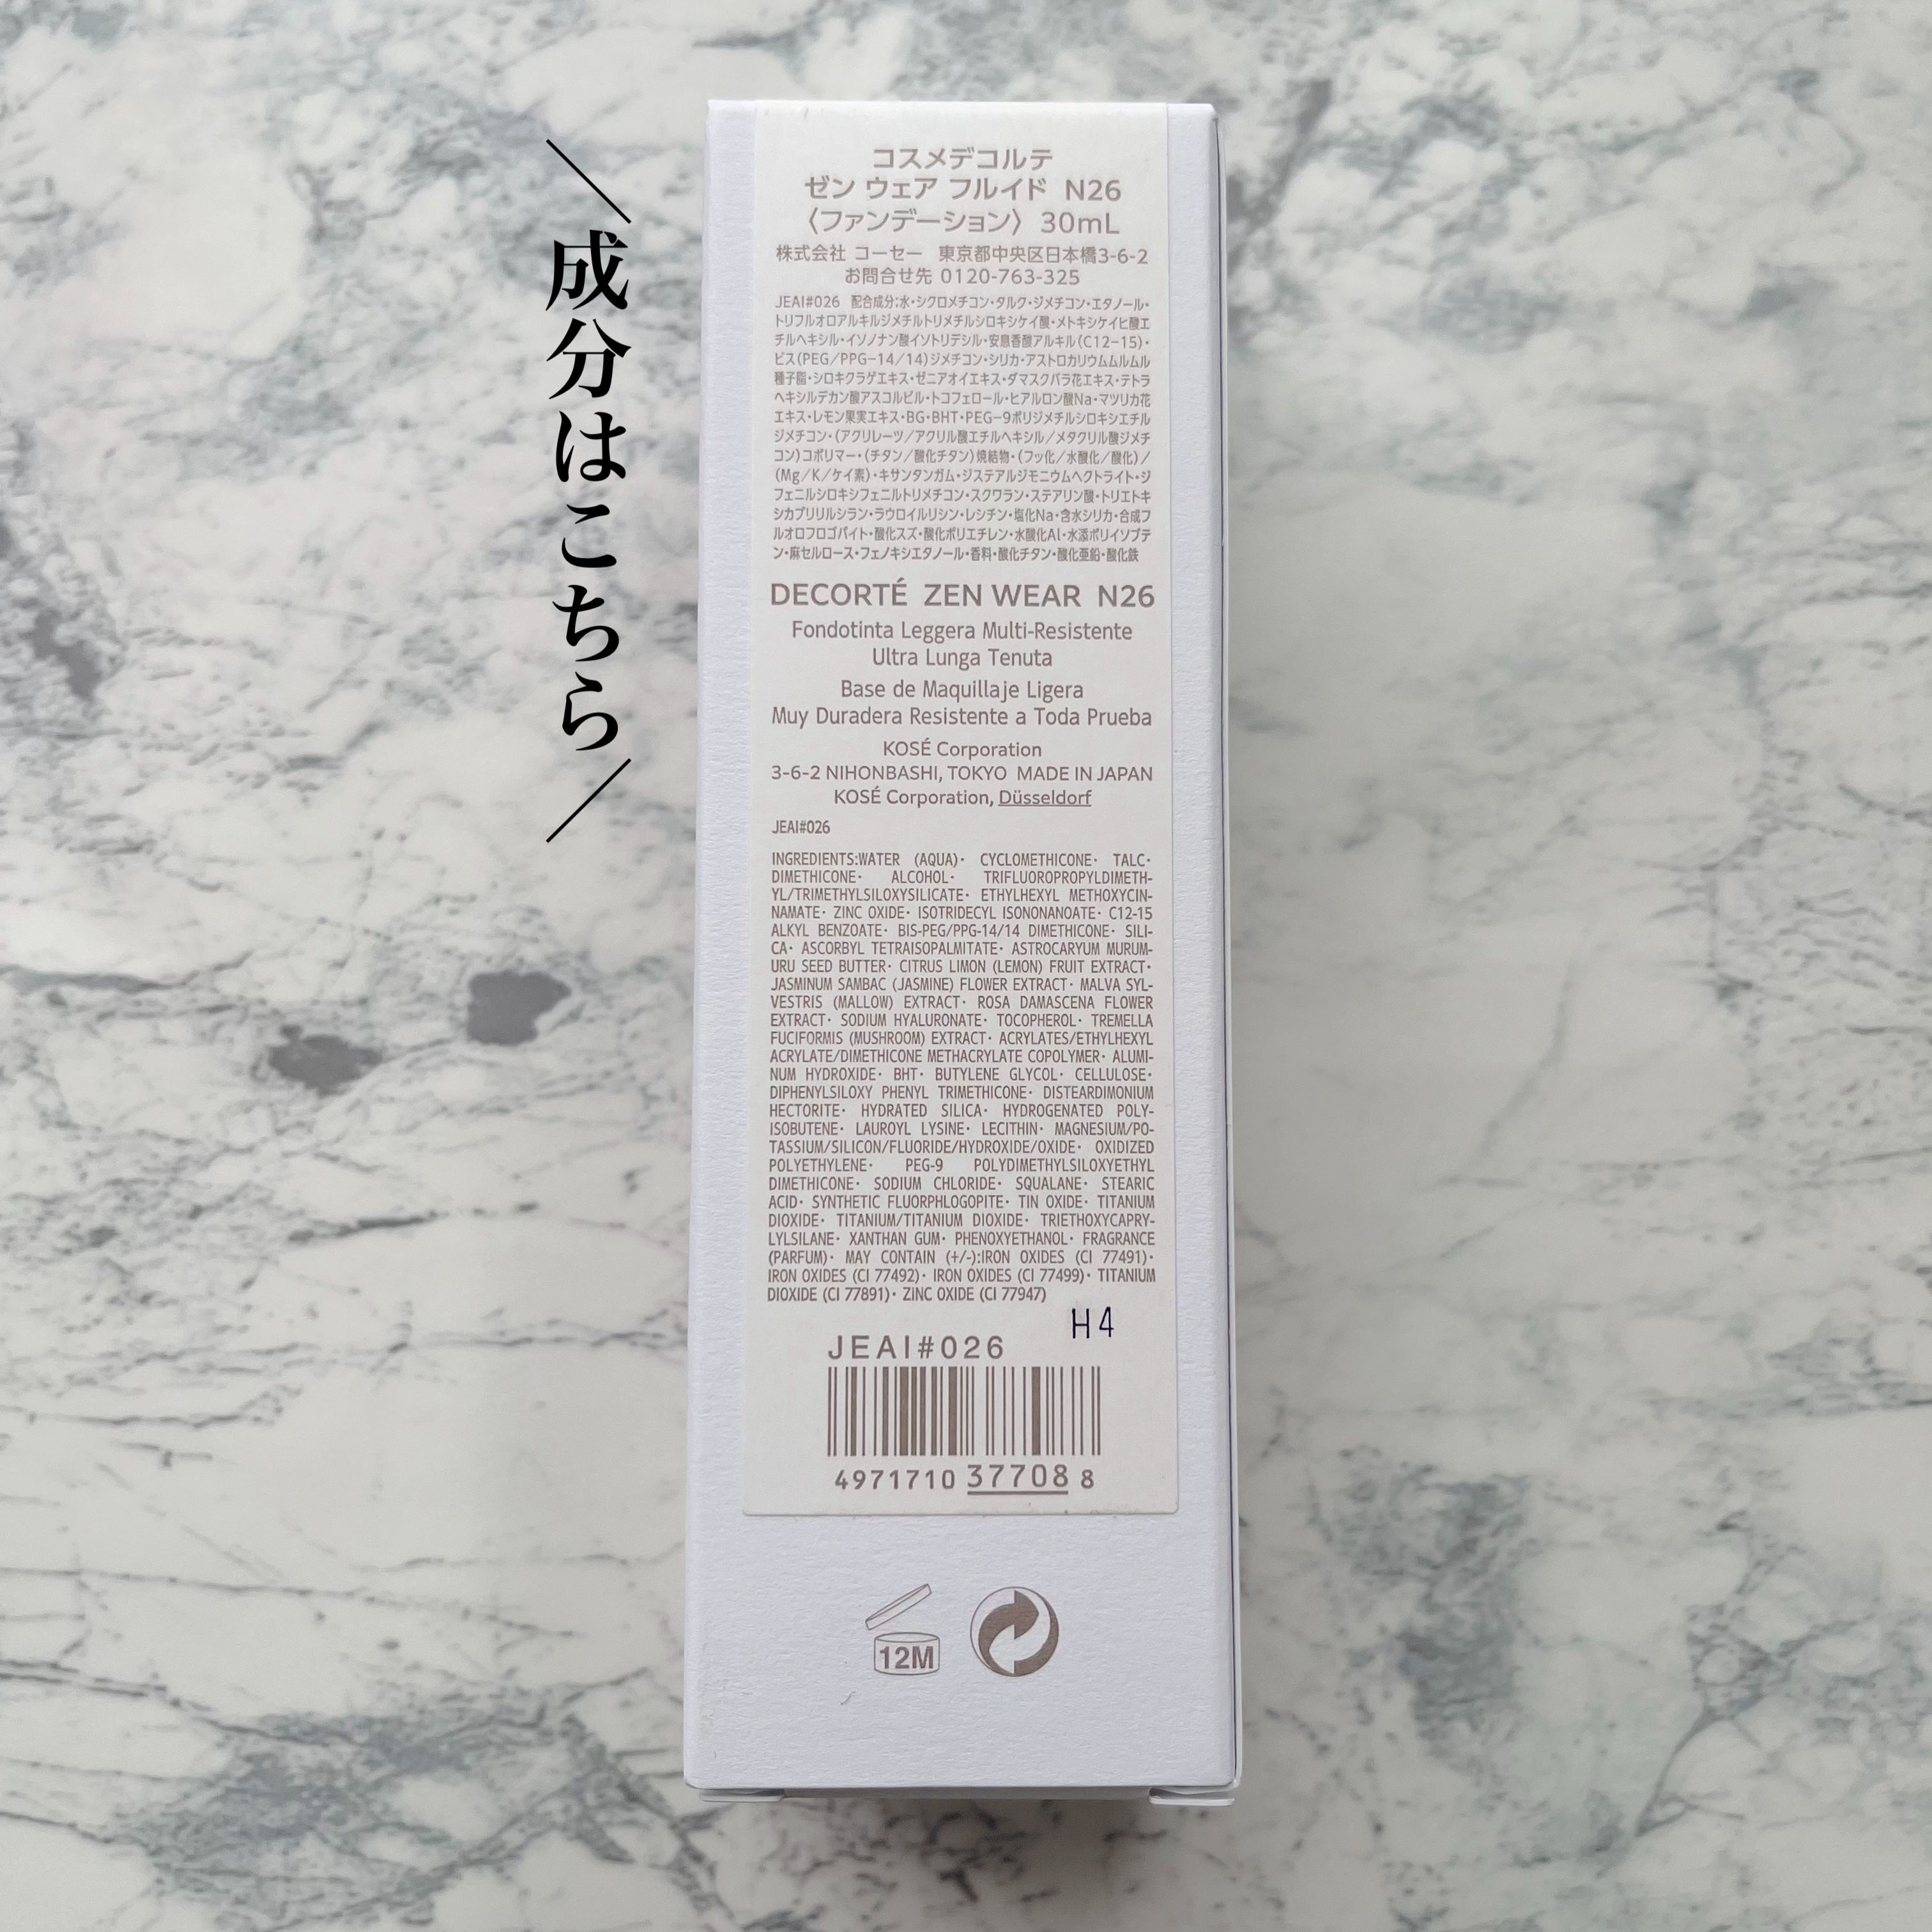 成分はこちら
コスメデコルテ
ゼン ウェア フルイド N26
〈ファンデーション〉 30mL
株式会社 コーセー 東京都中央区日本橋3-6-2
お問合せ先 0120-763-325
JEAI#026 配合成分:水・シクロメチコン・タルク・ジメチコン・エタノール・
トリフルオロアルキルジメチルトリメチルシロキシケイ酸・メトキシケイヒ酸エ
チルヘキシル・イソノナン酸イソトリデシル・安息香酸アルキル(C12-15)・
ビス(PEG/PPG-14/14)ジメチコン・シリカ・アストロカリウムムルムル
種子脂・シロキクラゲエキス・ゼニアオイエキス・ダマスクバラ花エキス・テトラ
ヘキシルデカン酸アスコルビル・トコフェロール・ヒアルロン酸Na・マツリカ花
エキス・レモン果実エキス・BG・BHT・PEG-9ポリジメチルシロキシエチル
ジメチコン・(アクリレーツ/アクリル酸エチルヘキシル/メタクリル酸ジメチ
コン)コポリマー・(チタン/酸化チタン)焼結物・(フッ化/水酸化/酸化)/
(Mg/K/ケイ素)・キサンタンガム・ジステアルジモニウムヘクトライト・ジ
フェニルシロキシフェニルトリメチコン・スクワラン・ステアリン酸・トリエトキ
シカプリリルシラン・ラウロイルリシン・レシチン・塩化Na・含水シリカ・合成フ
ルオロフロゴパイト・酸化スズ・酸化ポリエチレン・水酸化Al・水添ポリイソブテ
ン・麻セルロース・フェノキシエタノール・香料・酸化チタン・酸化亜鉛・酸化鉄
DECORTÉ ZEN WEAR N26
Fondotinta Leggera Multi-Resistente
Ultra Lunga Tenuta
Base de Maquillaje Ligera
Muy Duradera Resistente a Toda Prueba
KOSÉ Corporation
3-6-2 NIHONBASHI, TOKYO MADE IN JAPAN
KOSÉ Corporation, Düsseldorf
JEAI#026
INGREDIENTS:WATER (AQUA)· CYCLOMETHICONE· TALC·
DIMETHICONE· ALCOHOL· TRIFLUOROPROPYLDIMETH-
YL/TRIMETHYLSILOXYSILICATE· ETHYLHEXYL METHOXYCIN-
NAMATE· ZINC OXIDE· ISOTRIDECYL ISONONANOATE· C12-15
ALKYL BENZOATE· BIS-PEG/PPG-14/14 DIMETHICONE· SILI-
CA· ASCORBYL TETRAISOPALMITATE· ASTROCARYUM MURUM-
URU SEED BUTTER· CITRUS LIMON (LEMON) FRUIT EXTRACT·
JASMINUM SAMBAC (JASMINE) FLOWER EXTRACT· MALVA SYL-
VESTRIS (MALLOW) EXTRACT· ROSA DAMASCENA FLOWER
EXTRACT· SODIUM HYALURONATE· TOCOPHEROL· TREMELLA
FUCIFORMIS (MUSHROOM) EXTRACT· ACRYLATES/ETHYLHEXYL
ACRYLATE/DIMETHICONE METHACRYLATE COPOLYMER· ALUMI-
NUM HYDROXIDE· BHT· BUTYLENE GLYCOL· CELLULOSE·
DIPHENYLSILOXY PHENYL TRIMETHICONE· DISTEARDIMONIUM
HECTORITE· HYDRATED SILICA· HYDROGENATED POLY-
ISOBUTENE· LAUROYL LYSINE· LECITHIN· MAGNESIUM/PO-
TASSIUM/SILICON/FLUORIDE/HYDROXIDE/OXIDE· OXIDIZED
POLYETHYLENE· PEG-9 POLYDIMETHYLSILOXYETHYL
DIMETHICONE· SODIUM CHLORIDE· SQUALANE· STEARIC
ACID· SYNTHETIC FLUORPHLOGOPITE· TIN OXIDE· TITANIUM
DIOXIDE· TITANIUM/TITANIUM DIOXIDE· TRIETHOXYCAPRY-
LYLSILANE· XANTHAN GUM· PHENOXYETHANOL· FRAGRANCE
(PARFUM)· MAY CONTAIN (+/-):IRON OXIDES (CI 77491)·
IRON OXIDES (CI 77492)· IRON OXIDES (CI 77499)· TITANIUM
DIOXIDE (CI 77891)· ZINC OXIDE (CI 77947)
H4
JEAI#026
4971710 37708 8
12M